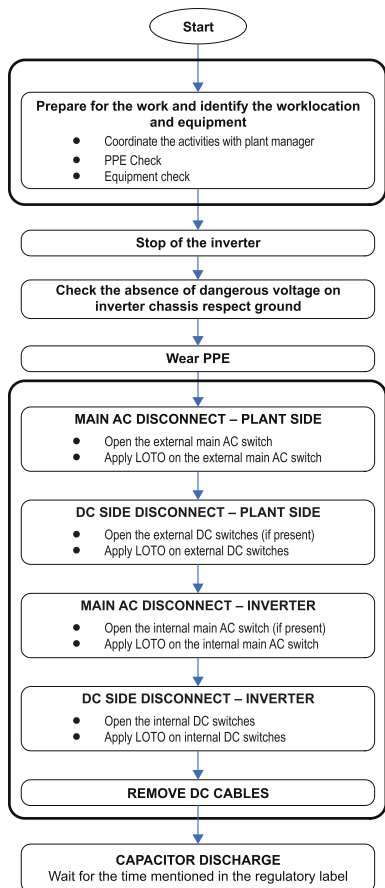 Start
Prepare for the work and identify the worklocation
and equipment
● Coordinate the activities with plant manager
● PPE Check
● Equipment check
Stop of the inverter
Check the absence of dangerous voltage on
inverter chassis respect ground
Wear PPE
MAIN AC DISCONNECT – PLANT SIDE
● Open the external main AC switch
● Apply LOTO on the external main AC switch
DC SIDE DISCONNECT – PLANT SIDE
● Open the external DC switches (if present)
● Apply LOTO on external DC switches
MAIN AC DISCONNECT – INVERTER
● Open the internal main AC switch (if present)
● Apply LOTO on the internal main AC switch
DC SIDE DISCONNECT – INVERTER
● Open the internal DC switches
● Apply LOTO on internal DC switches
REMOVE DC CABLES
CAPACITOR DISCHARGE
Wait for the time mentioned in the regulatory label